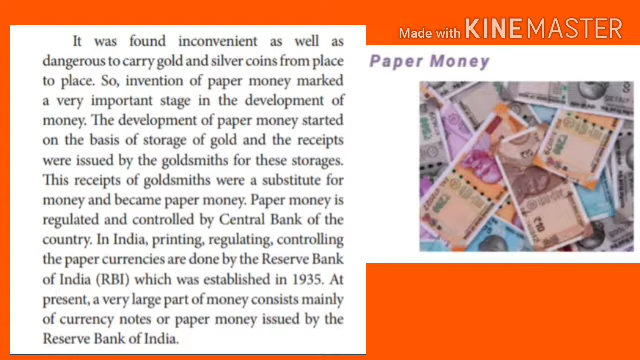 Made with KINEMASTER
It was found inconvenient as well as
dangerous to carry gold and silver coins from place
to place. So, invention of paper money marked
a very important stage in the development of
money. The development of paper money started
on the basis of storage of gold and the receipts
were issued by the goldsmiths for these storages.
This receipts of goldsmiths were a substitute for
money and became paper money. Paper money is
regulated and controlled by Central Bank of the
country. In India, printing, regulating, controlling
the paper currencies are done by the Reserve Bank
of India (RBI) which was established in 1935. At
present, a very large part of money consists mainly
of currency notes or paper money issued by the
Reserve Bank of India.
Paper Money